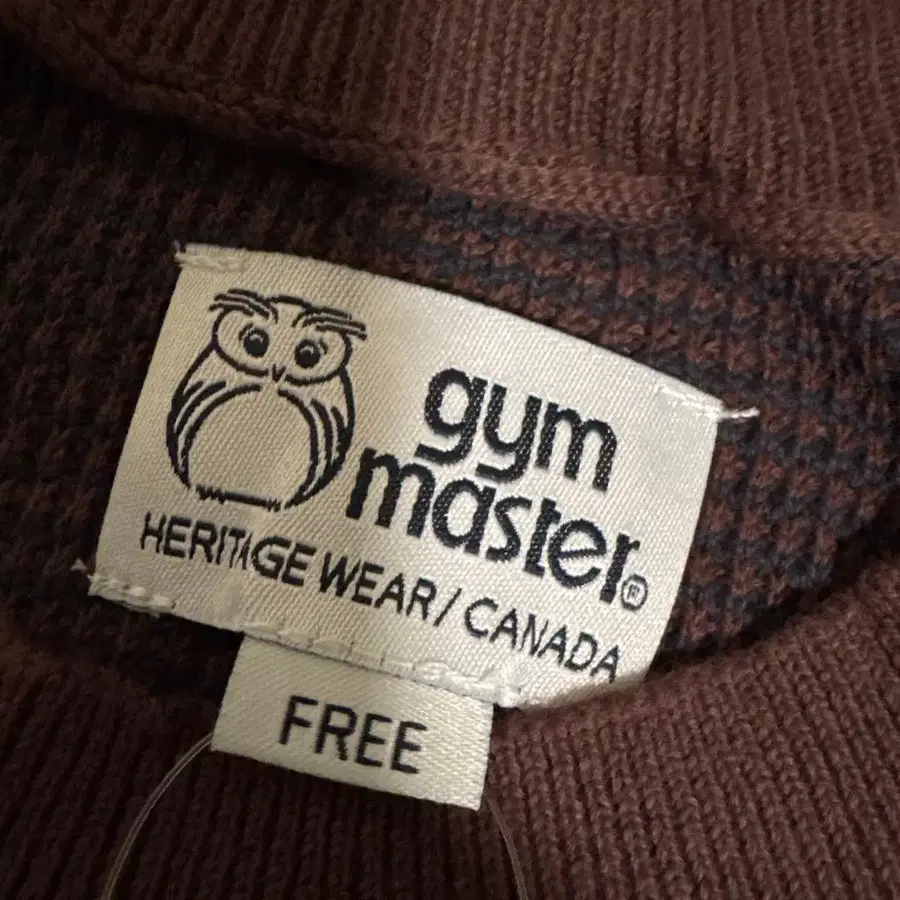 gym
master®
HERITAGE WEAR / CANADA
FREE